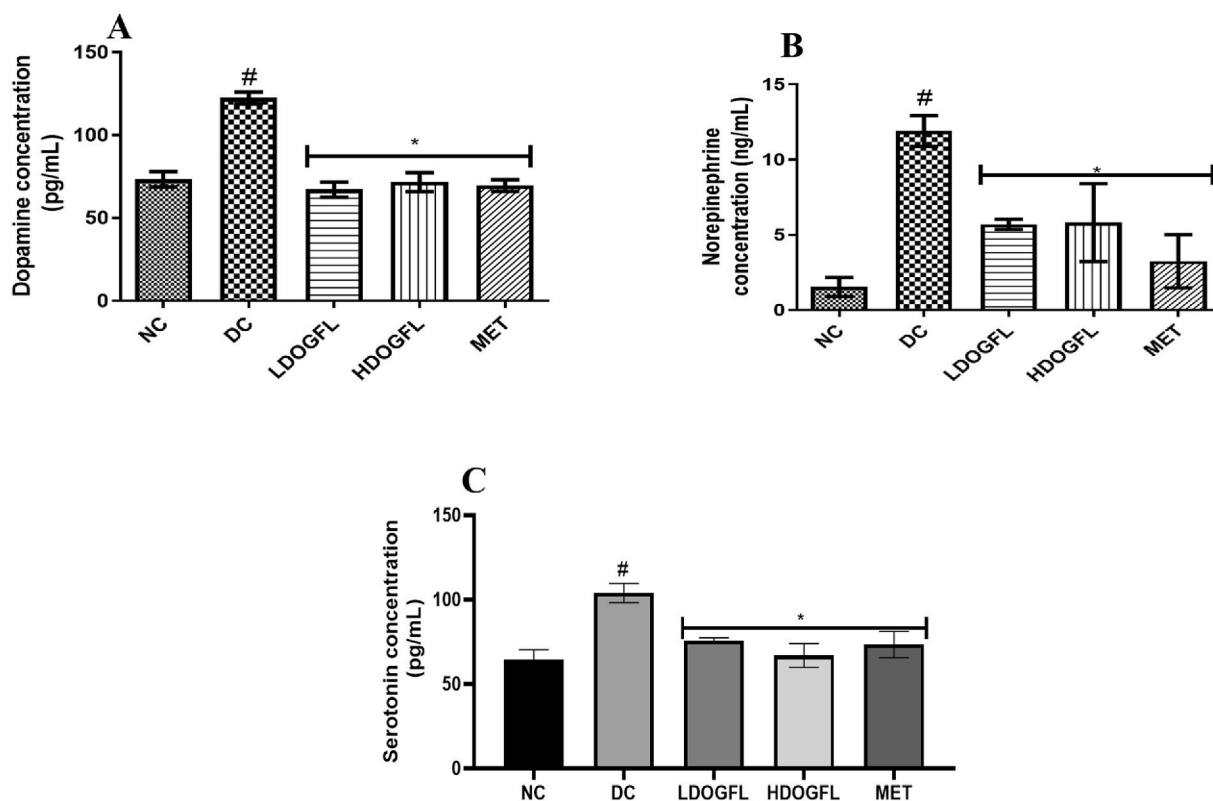 A
Dopamine concentration
(pg/mL)
150
100
50
0
#
*
NC
DC
LDOGFL
HDOGFL
MET
B
Norepinephrine
concentration (ng/mL)
15
10
5
0
#
*
NC
DC
LDOGFL
HDOGFL
MET
C
Serotonin concentration
(pg/mL)
150
100
50
0
#
*
NC
DC
LDOGFL
HDOGFL
MET